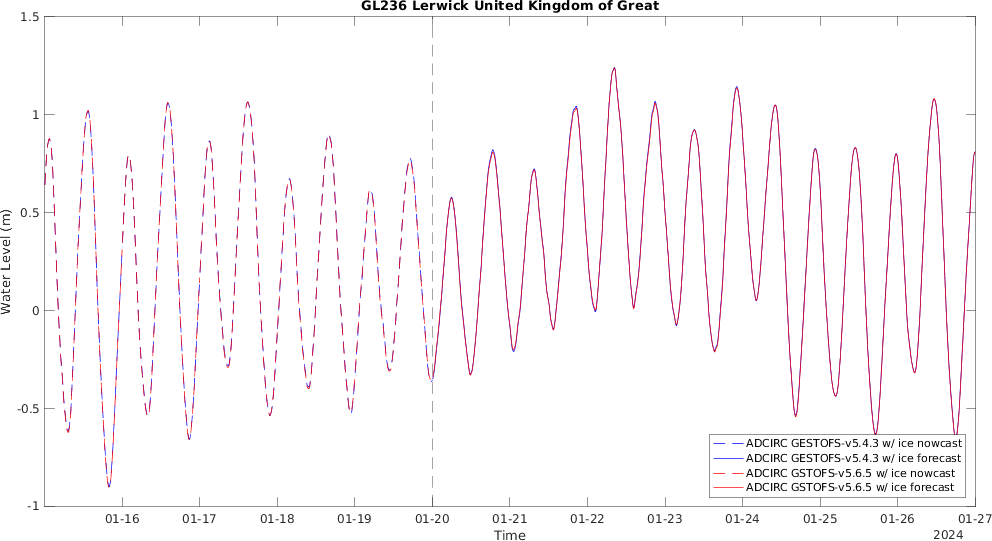 GL236 Lerwick United Kingdom of Great
1.5
1
0.5
0
-0.5
-1
Water Level (m)
ADCIRC GESTOFS-v5.4.3 w/ ice nowcast
ADCIRC GESTOFS-v5.4.3 w/ ice forecast
ADCIRC GSTOFS-v5.6.5 w/ ice nowcast
ADCIRC GSTOFS-v5.6.5 w/ ice forecast
01-16 01-17 01-18 01-19 01-20 01-21 01-22 01-23 01-24 01-25 01-26 01-27
Time
2024